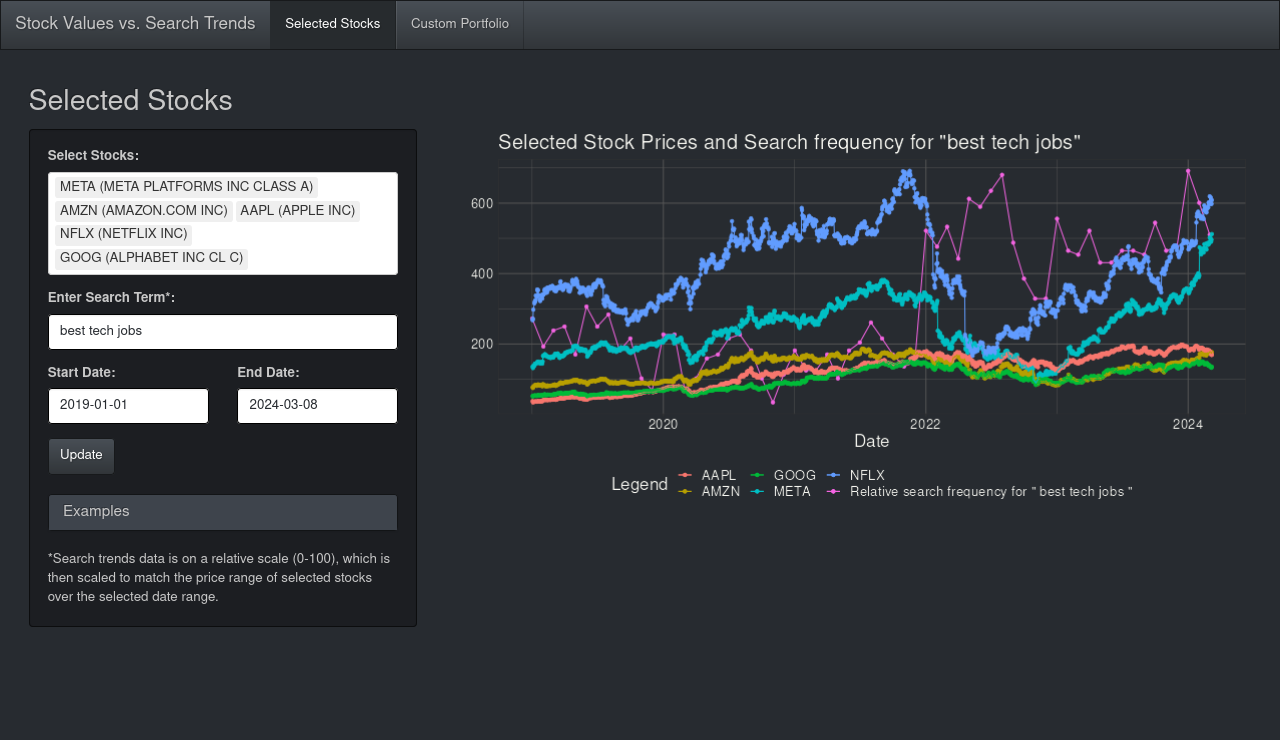 Stock Values vs. Search Trends
Selected Stocks
Custom Portfolio
Selected Stocks
Select Stocks:
META (META PLATFORMS INC CLASS A)
AMZN (AMAZON.COM INC) AAPL (APPLE INC)
NFLX (NETFLIX INC)
GOOG (ALPHABET INC CL C)
Enter Search Term*:
best tech jobs
Start Date:
End Date:
2019-01-01
2024-03-08
Update
Examples
*Search trends data is on a relative scale (0-100), which is
then scaled to match the price range of selected stocks
over the selected date range.
Selected Stock Prices and Search frequency for "best tech jobs"
600
400
200
2020
2022
2024
Date
Legend
AAPL
GOOG
NFLX
AMZN
META
Relative search frequency for " best tech jobs "